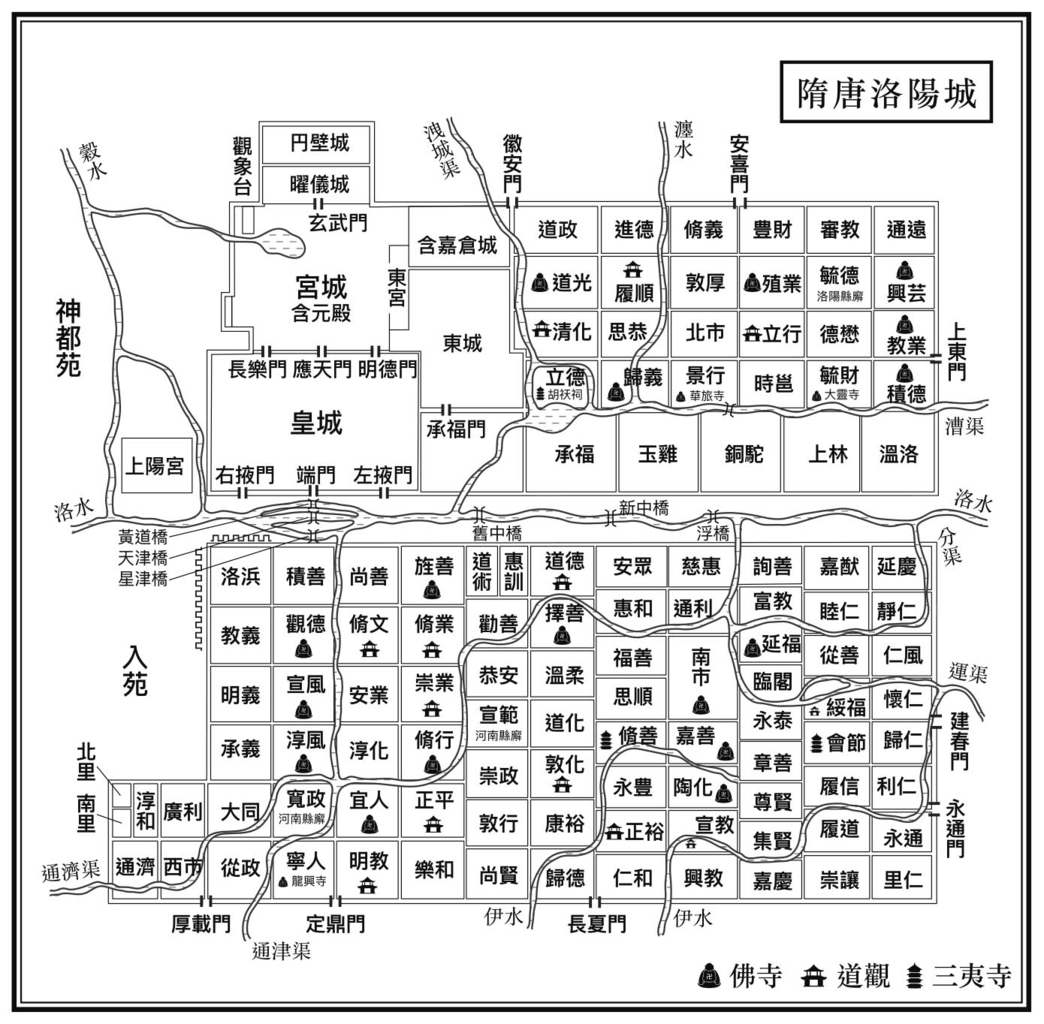 隋唐洛陽城
穀水
觀象台
円壁城
曜儀城
玄武門
洩城渠
徽安門
瀍水
安喜門
含嘉倉城
宮城
含元殿
東宮
東城
神都苑
長樂門
應天門
明德門
皇城
承福門
上陽宮
右掖門
端門
左掖門
道政
進德
脩義
豊財
審教
通遠
道光
履順
敦厚
殖業
毓德
洛陽縣廨
興芸
清化
思恭
北市
立行
德懋
教業
上東門
立德
胡袄祠
歸義
景行
華旅寺
時邕
毓財
大靈寺
積德
漕渠
承福
玉雞
銅駝
上林
溫洛
洛水
洛水
黃道橋
天津橋
星津橋
舊中橋
新中橋
浮橋
分渠
洛浜
積善
尚善
旌善
道術
惠訓
道德
安眾
慈惠
詢善
嘉猷
延慶
教義
觀德
脩文
脩業
勸善
擇善
惠和
通利
富教
睦仁
靜仁
入苑
明義
宣風
安業
崇業
恭安
溫柔
福善
南市
延福
從善
仁風
思順
臨閣
綏福
懷仁
運渠
承義
淳風
淳化
脩行
宣範
河南縣廨
道化
脩善
嘉善
永泰
會節
歸仁
建春門
北里
南里
淳和
廣利
大同
寬政
河南縣廨
宜人
正平
崇政
敦化
永豊
陶化
章善
履信
利仁
永通門
敦行
康裕
正裕
宣教
尊賢
集賢
履道
永通
通濟渠
通濟
西市
從政
寧人
龍興寺
明教
樂和
尚賢
歸德
仁和
興教
嘉慶
崇讓
里仁
厚載門
定鼎門
伊水
長夏門
伊水
通津渠
佛寺
道觀
三夷寺